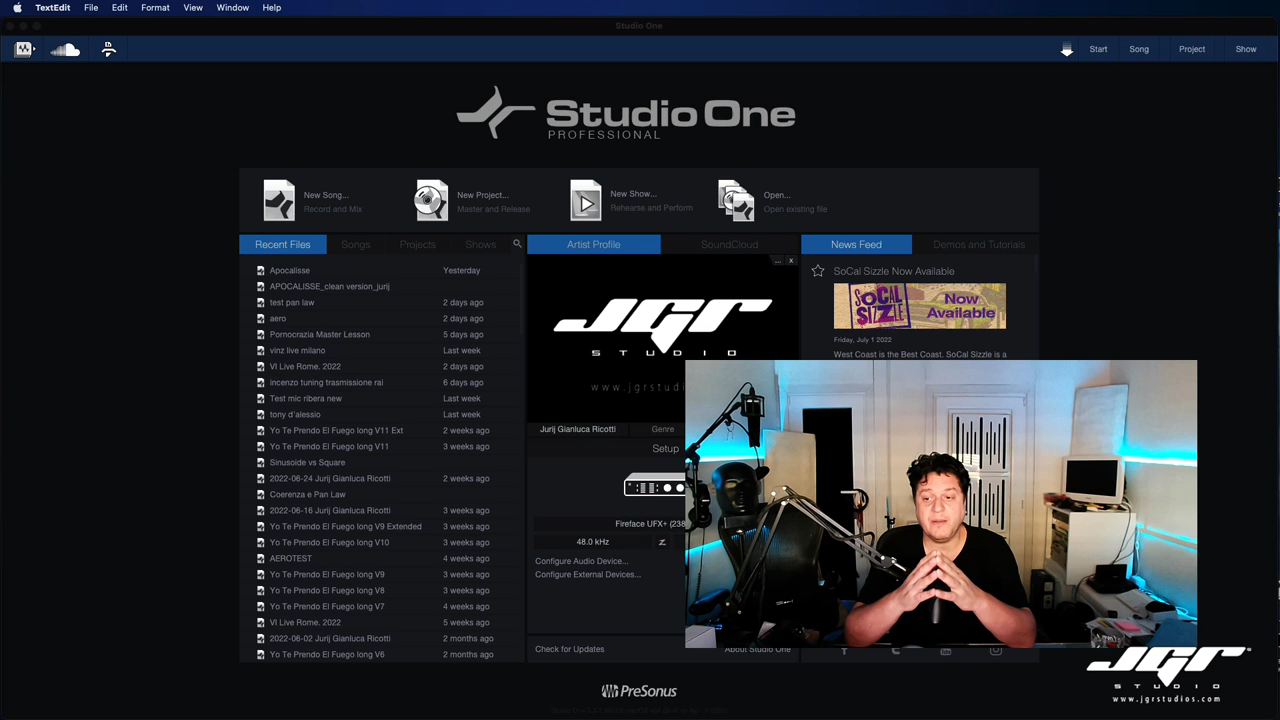 TextEdit File Edit Format View Window Help
Studio One
Start Song Project Show
Studio One
PROFESSIONAL
New Song...
Record and Mix
New Project...
Master and Release
New Show...
Rehearse and Perform
Open...
Open existing file
Recent Files Songs Projects Shows
Artist Profile SoundCloud
News Feed Demos and Tutorials
Apocalisse Yesterday
APOCALISSE_clean version_jurij
test pan law 2 days ago
aero 2 days ago
Pornocrazia Master Lesson 5 days ago
vinz live milano Last week
VI Live Rome. 2022 2 days ago
incenzo tuning trasmissione rai 6 days ago
Test mic ribera new Last week
tony d'alessio Last week
Yo Te Prendo El Fuego long V11 Ext 2 weeks ago
Yo Te Prendo El Fuego long V11 3 weeks ago
Sinusoide vs Square
2022-06-24 Jurij Gianluca Ricotti 2 weeks ago
Coerenza e Pan Law
2022-06-16 Jurij Gianluca Ricotti 3 weeks ago
Yo Te Prendo El Fuego long V9 Extended 3 weeks ago
Yo Te Prendo El Fuego long V10 3 weeks ago
AEROTEST 4 weeks ago
Yo Te Prendo El Fuego long V9 3 weeks ago
Yo Te Prendo El Fuego long V8 3 weeks ago
Yo Te Prendo El Fuego long V7 4 weeks ago
VI Live Rome. 2022 5 weeks ago
2022-06-02 Jurij Gianluca Ricotti 2 months ago
Yo Te Prendo El Fuego long V6 2 months ago
... x
JGR
STUDIO
www.jgrstudi
Jurij Gianluca Ricotti Genre
Setup
Fireface UFX+ (238
48.0 kHz
Configure Audio Device...
Configure External Devices...
Check for Updates About Studio One
SoCal Sizzle Now Available
SOCAL SIZZLE
Now Available
Friday, July 1 2022
West Coast is the Best Coast. SoCal Sizzle is a
PreSonus
JGR
STUDIO
www.jgrstudios.com